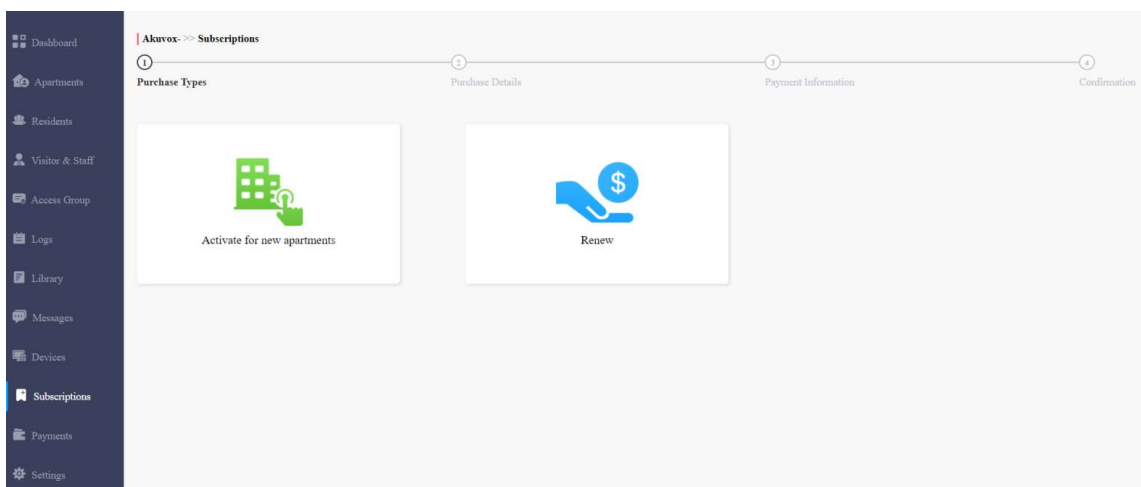 Dashboard
Apartments
Residents
Visitor & Staff
Access Group
Logs
Library
Messages
Devices
Subscriptions
Payments
Settings
Akuvox- >> Subscriptions
1 2 3 4
Purchase Types Purchase Details Payment Information Confirmation
$
Activate for new apartments Renew